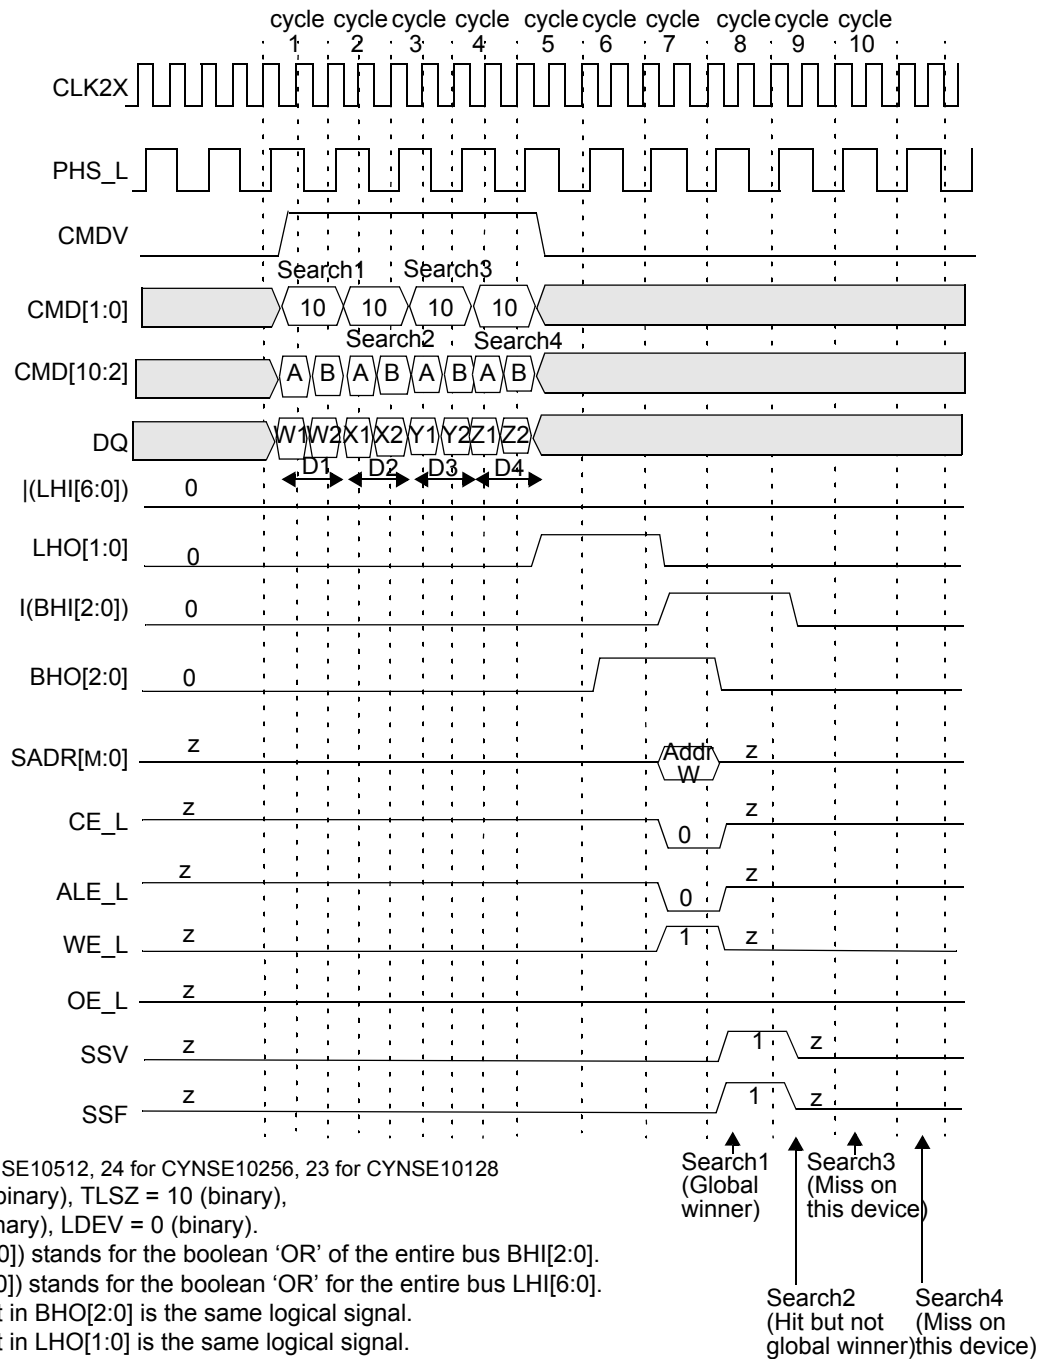 cycle cycle cycle cycle cycle cycle cycle cycle cycle cycle
1 2 3 4 5 6 7 8 9 10
CLK2X
PHS_L
CMDV
Search1 Search3
CMD[1:0] 10 10 10 10
Search2 Search4
CMD[10:2] A B A B A B A B
DQ W1 W2 X1 X2 Y1 Y2 Z1 Z2
D1 D2 D3 D4
|(LHI[6:0]) 0
LHO[1:0] 0
I(BHI[2:0]) 0
BHO[2:0] 0
SADR[M:0] z Addr z
W
CE_L z 0 z
ALE_L z 0 z
WE_L z 1 z
OE_L z
SSV z 1 z
SSF z 1 z
SE10512, 24 for CYNSE10256, 23 for CYNSE10128
binary), TLSZ = 10 (binary),
nary), LDEV = 0 (binary).
0]) stands for the boolean ‘OR’ of the entire bus BHI[2:0].
0]) stands for the boolean ‘OR’ for the entire bus LHI[6:0].
t in BHO[2:0] is the same logical signal.
t in LHO[1:0] is the same logical signal.
Search1
(Global
winner)
Search3
(Miss on
this device)
Search2
(Hit but not
global winner)
Search4
(Miss on
this device)